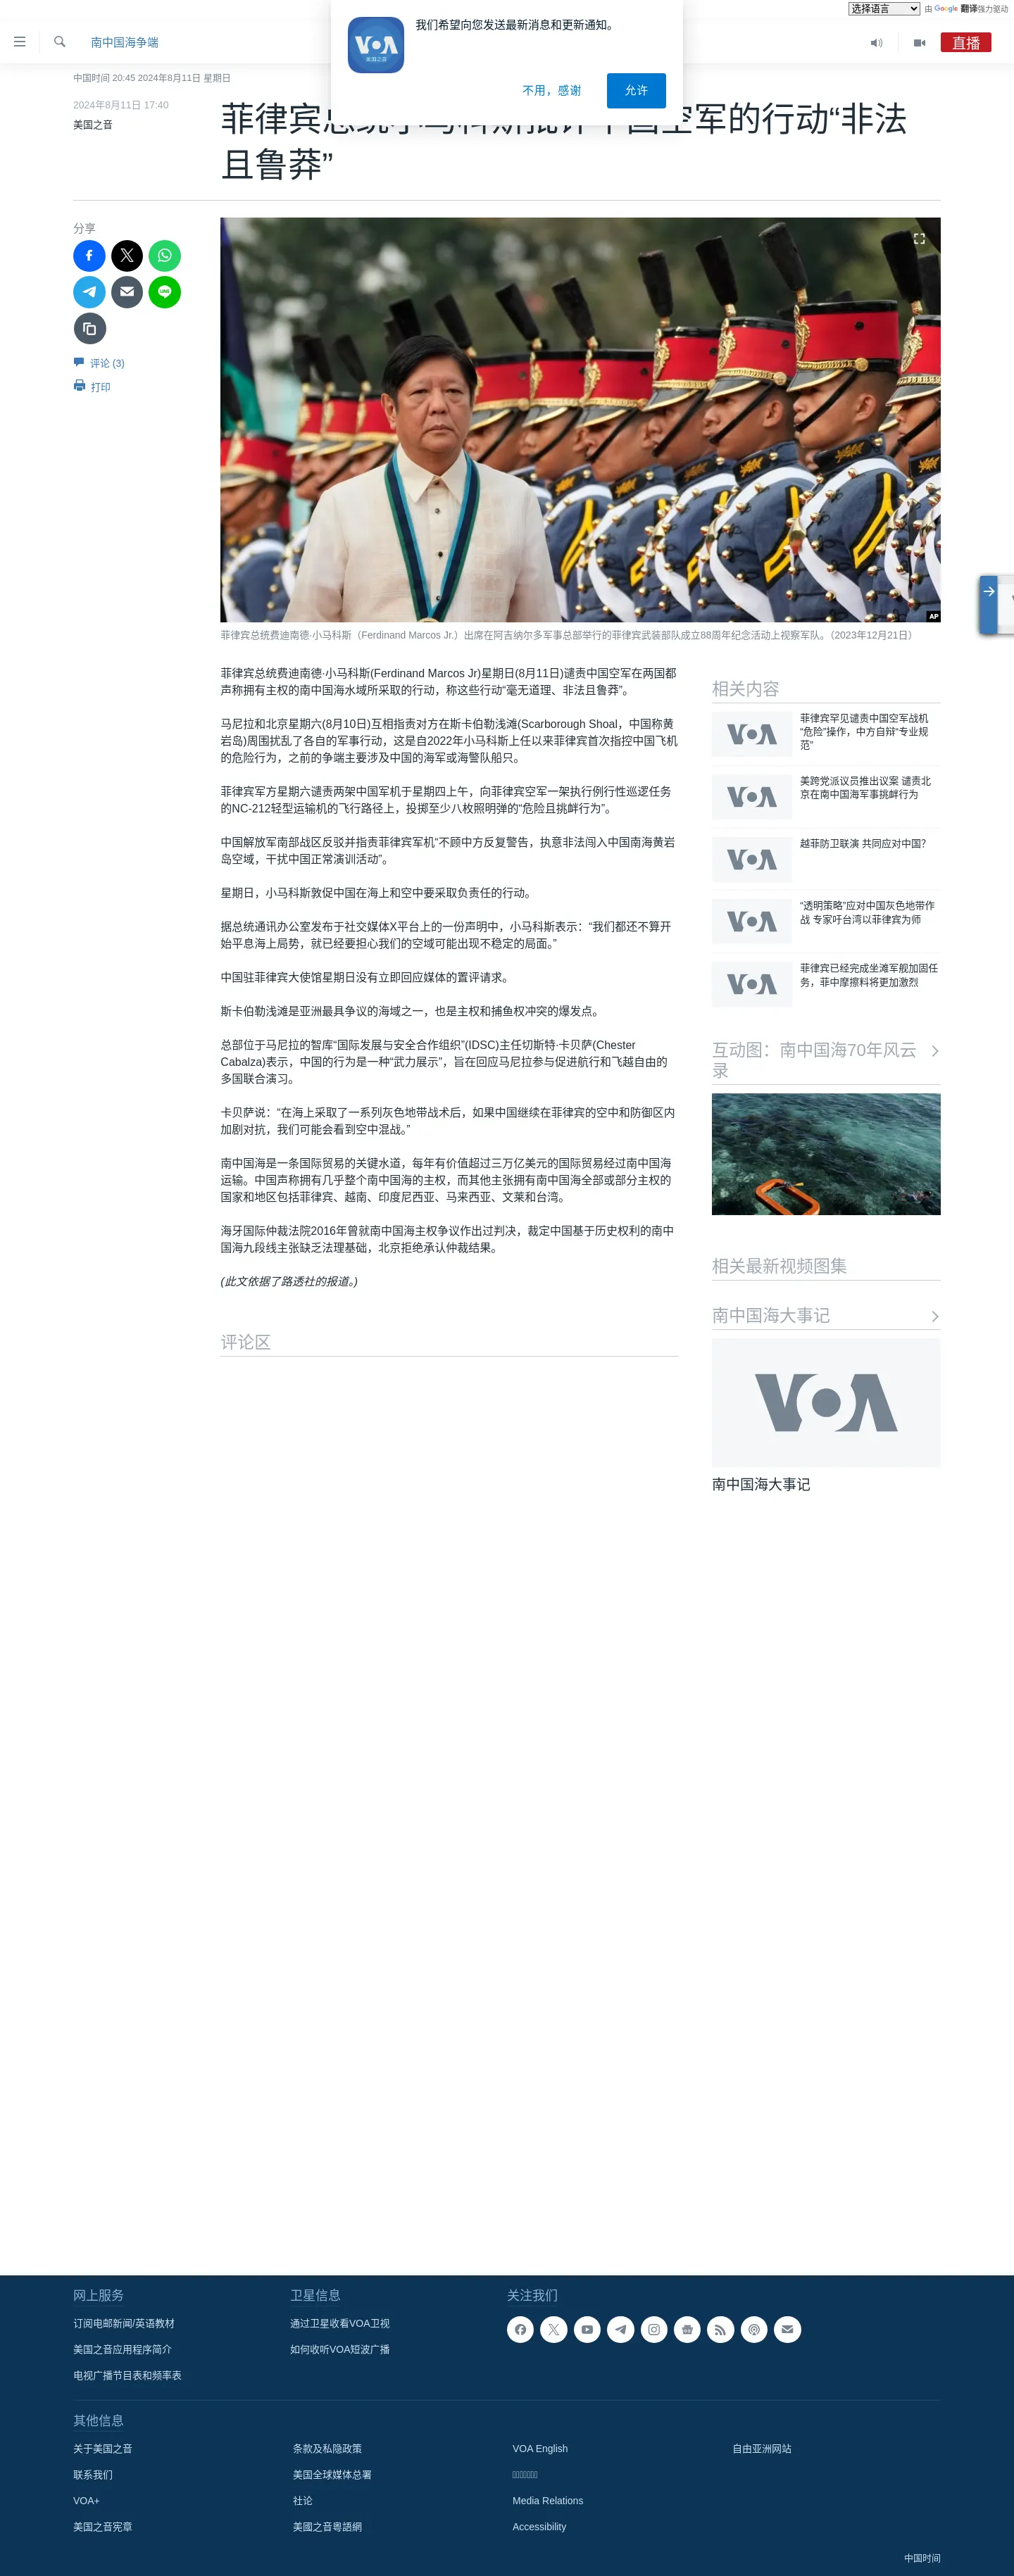 选择语言
由 Google 翻译强力驱动
VOA
美国之音
我们希望向您发送最新消息和更新通知。
不用，感谢
允许
南中国海争端
直播
中国时间 20:45 2024年8月11日 星期日
2024年8月11日 17:40
美国之音
菲律宾总统小马科斯批评中国空军的行动“非法
且鲁莽”
分享
评论 (3)
打印
AP
菲律宾总统费迪南德·小马科斯（Ferdinand Marcos Jr.）出席在阿吉纳尔多军事总部举行的菲律宾武装部队成立88周年纪念活动上视察军队。（2023年12月21日）
菲律宾总统费迪南德·小马科斯(Ferdinand Marcos Jr)星期日(8月11日)谴责中国空军在两国都
声称拥有主权的南中国海水域所采取的行动，称这些行动“毫无道理、非法且鲁莽”。
马尼拉和北京星期六(8月10日)互相指责对方在斯卡伯勒浅滩(Scarborough Shoal，中国称黄
岩岛)周围扰乱了各自的军事行动，这是自2022年小马科斯上任以来菲律宾首次指控中国飞机
的危险行为，之前的争端主要涉及中国的海军或海警队船只。
菲律宾军方星期六谴责两架中国军机于星期四上午，向菲律宾空军一架执行例行性巡逻任务
的NC-212轻型运输机的飞行路径上，投掷至少八枚照明弹的“危险且挑衅行为”。
中国解放军南部战区反驳并指责菲律宾军机“不顾中方反复警告，执意非法闯入中国南海黄岩
岛空域，干扰中国正常演训活动”。
星期日，小马科斯敦促中国在海上和空中要采取负责任的行动。
据总统通讯办公室发布于社交媒体X平台上的一份声明中，小马科斯表示：“我们都还不算开
始平息海上局势，就已经要担心我们的空域可能出现不稳定的局面。”
中国驻菲律宾大使馆星期日没有立即回应媒体的置评请求。
斯卡伯勒浅滩是亚洲最具争议的海域之一，也是主权和捕鱼权冲突的爆发点。
总部位于马尼拉的智库“国际发展与安全合作组织”(IDSC)主任切斯特·卡贝萨(Chester
Cabalza)表示，中国的行为是一种“武力展示”，旨在回应马尼拉参与促进航行和飞越自由的
多国联合演习。
卡贝萨说：“在海上采取了一系列灰色地带战术后，如果中国继续在菲律宾的空中和防御区内
加剧对抗，我们可能会看到空中混战。”
南中国海是一条国际贸易的关键水道，每年有价值超过三万亿美元的国际贸易经过南中国海
运输。中国声称拥有几乎整个南中国海的主权，而其他主张拥有南中国海全部或部分主权的
国家和地区包括菲律宾、越南、印度尼西亚、马来西亚、文莱和台湾。
海牙国际仲裁法院2016年曾就南中国海主权争议作出过判决，裁定中国基于历史权利的南中
国海九段线主张缺乏法理基础，北京拒绝承认仲裁结果。
(此文依据了路透社的报道。)
评论区
相关内容
VOA
菲律宾罕见谴责中国空军战机
“危险”操作，中方自辩“专业规
范”
VOA
美跨党派议员推出议案 谴责北
京在南中国海军事挑衅行为
VOA
越菲防卫联演 共同应对中国？
VOA
“透明策略”应对中国灰色地带作
战 专家吁台湾以菲律宾为师
VOA
菲律宾已经完成坐滩军舰加固任
务，菲中摩擦料将更加激烈
互动图：南中国海70年风云
录
相关最新视频图集
南中国海大事记
VOA
南中国海大事记
网上服务
订阅电邮新闻/英语教材
美国之音应用程序简介
电视广播节目表和频率表
卫星信息
通过卫星收看VOA卫视
如何收听VOA短波广播
关注我们
其他信息
关于美国之音
联系我们
VOA+
美国之音宪章
条款及私隐政策
美国全球媒体总署
社论
美國之音粵語網
VOA English
Media Relations
Accessibility
自由亚洲网站
中国时间